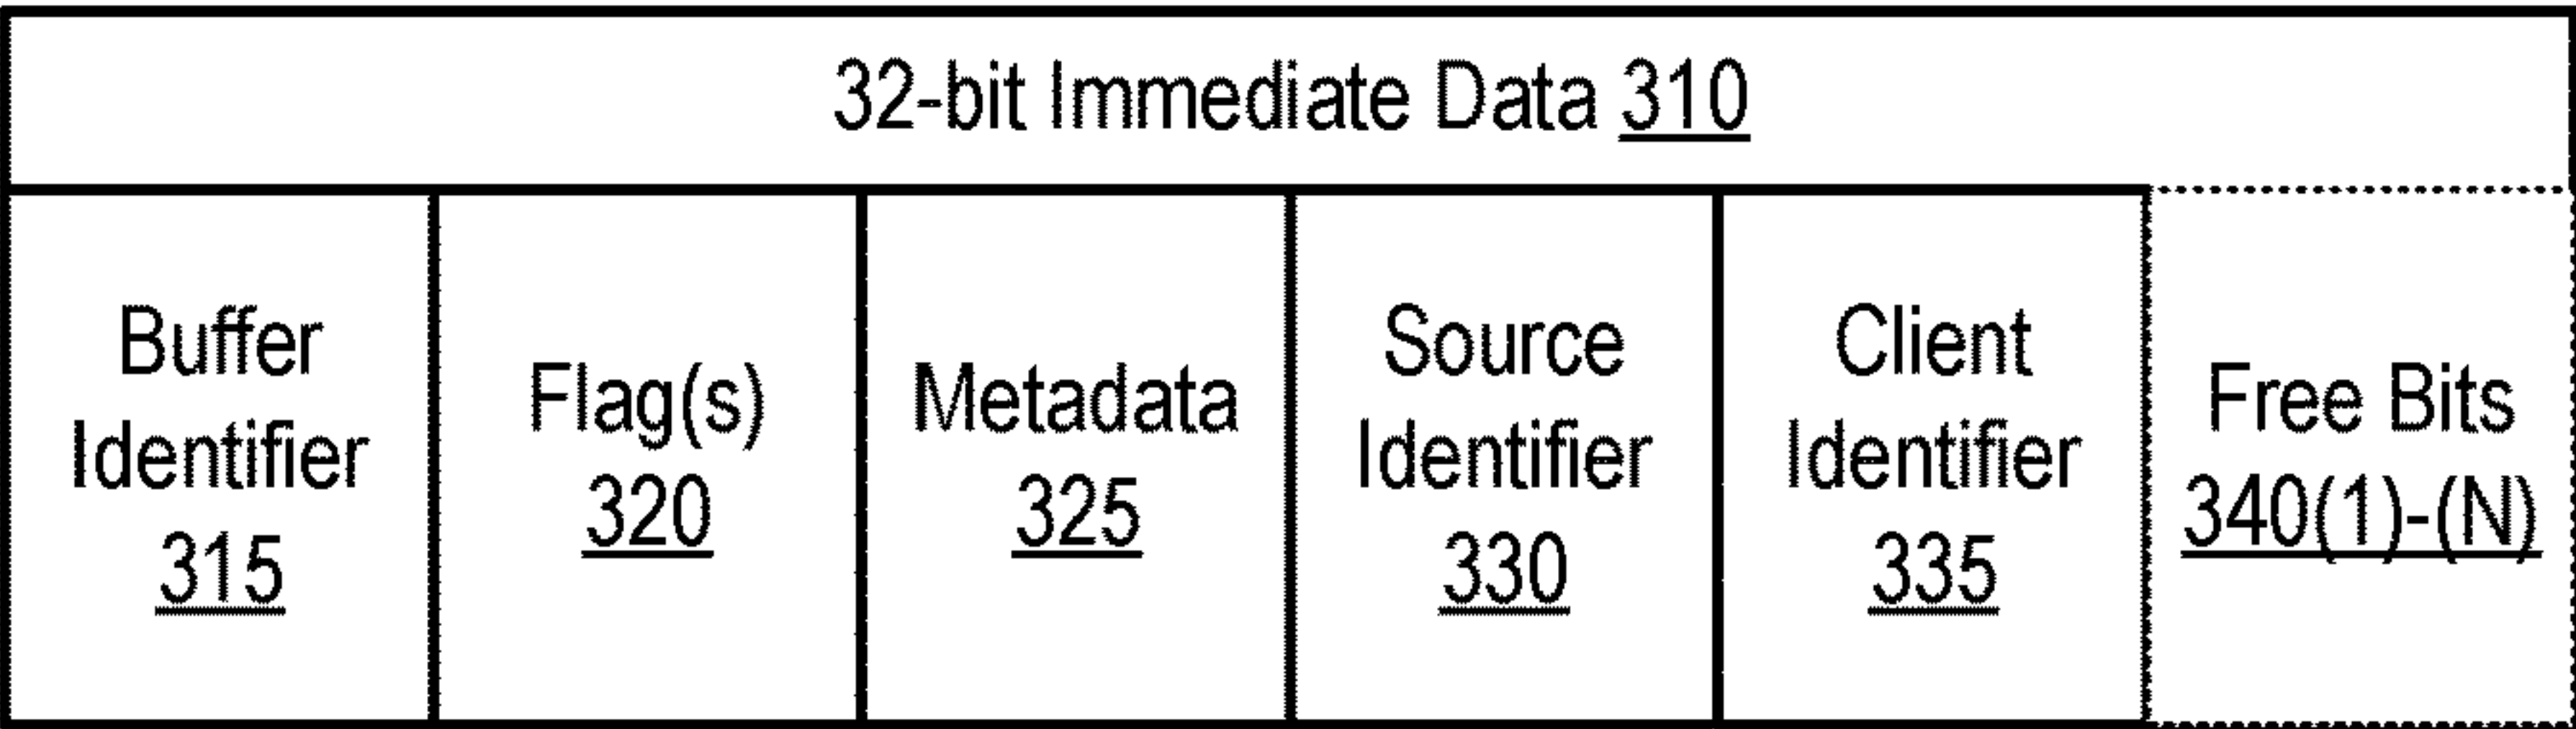 32-bit Immediate Data 310
Buffer
Identifier
315
Flag(s)
320
Metadata
325
Source
Identifier
330
Client
Identifier
335
Free Bits
340(1)-(N)